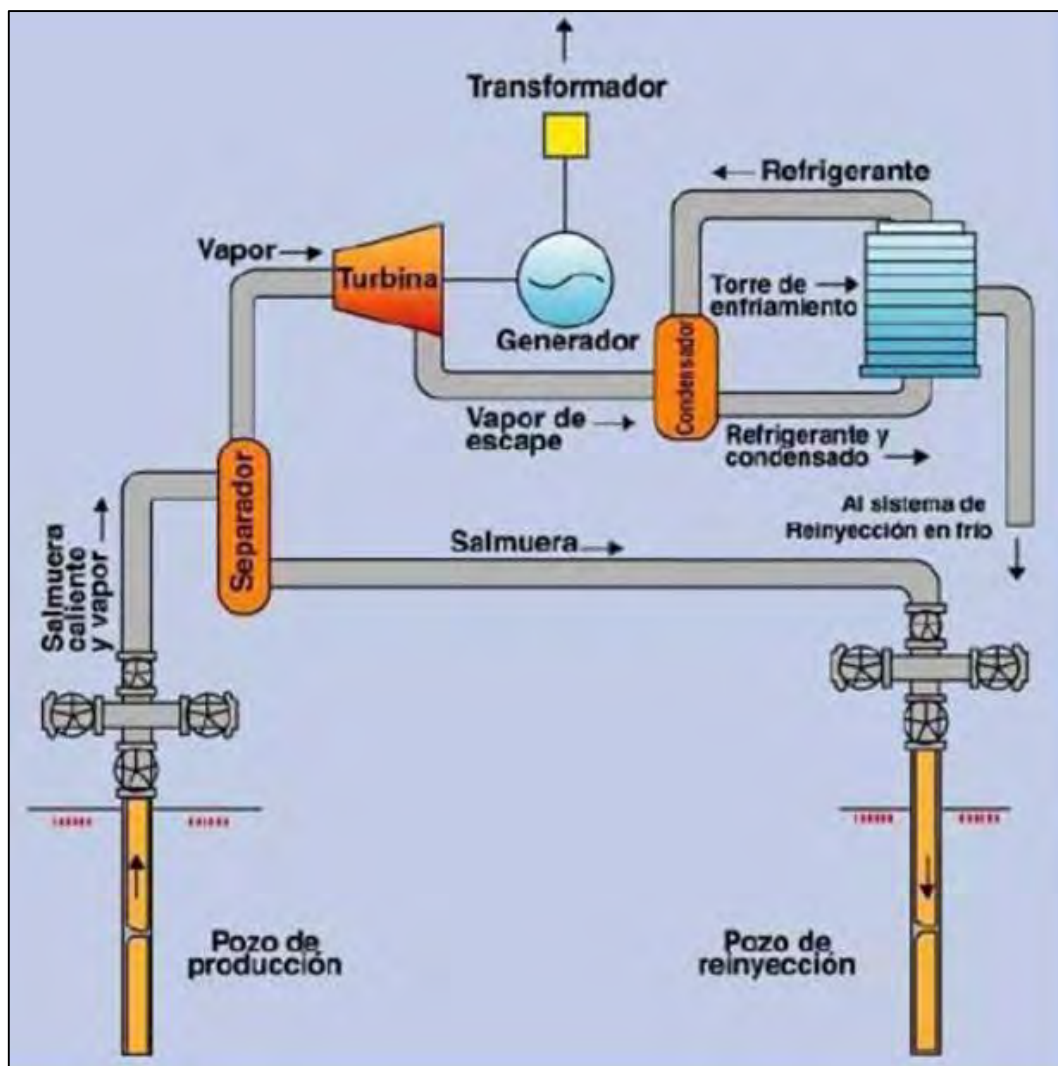 Transformador
Refrigerante
Vapor
Turbina
Torre de
enfriamiento
Generador
Condensador
Vapor de
escape
Refrigerante y
condensado
Separador
Salmuera
caliente
y vapor
Al sistema de
Reinyección en frío
Salmuera
Pozo de
producción
Pozo de
reinyección